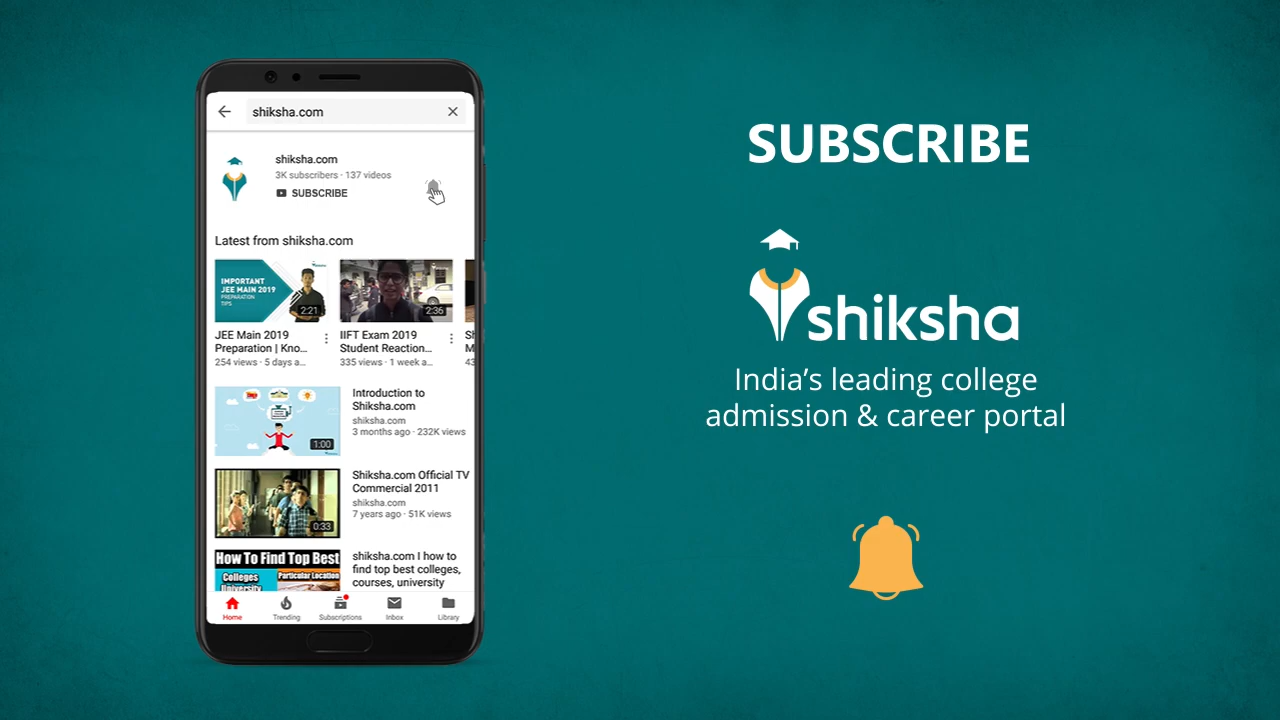 shiksha.com
shiksha.com
3K subscribers · 137 videos
SUBSCRIBE
Latest from shiksha.com
IMPORTANT
JEE MAIN 2019
PREPARATION
TIPS
2:21
2:36
JEE Main 2019
Preparation | Kno...
254 views · 5 days a...
IIFT Exam 2019
Student Reaction...
335 views · 1 week a...
1:00
Introduction to
Shiksha.com
shiksha.com
3 months ago · 232K views
0:33
Shiksha.com Official TV
Commercial 2011
shiksha.com
7 years ago · 51K views
How To Find Top Best
Colleges
University
Particular Location
shiksha.com I how to
find top best colleges,
courses, university
Home
Trending
Subscriptions
Inbox
Library
SUBSCRIBE
shiksha
India's leading college
admission & career portal